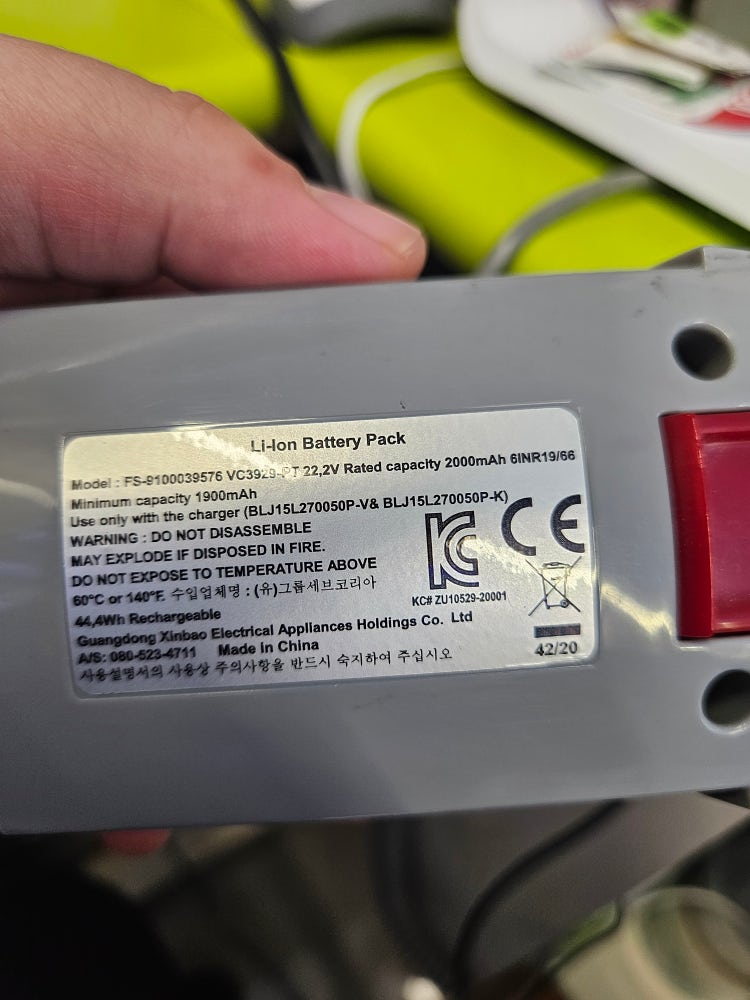 Li-Ion Battery Pack
Model : FS-9100039576 VC3929-PT 22,2V Rated capacity 2000mAh 6INR19/66
Minimum capacity 1900mAh
Use only with the charger (BLJ15L270050P-V& BLJ15L270050P-K)
WARNING : DO NOT DISASSEMBLE
MAY EXPLODE IF DISPOSED IN FIRE.
DO NOT EXPOSE TO TEMPERATURE ABOVE
60°C or 140°F. 수입업체명 : (유)그룹세브코리아
44,4Wh Rechargeable
Guangdong Xinbao Electrical Appliances Holdings Co. Ltd
A/S: 080-523-4711 Made in China
사용설명서의 사용상 주의사항을 반드시 숙지하여 주십시오
KC CE
KC# ZU10529-20001
42/20